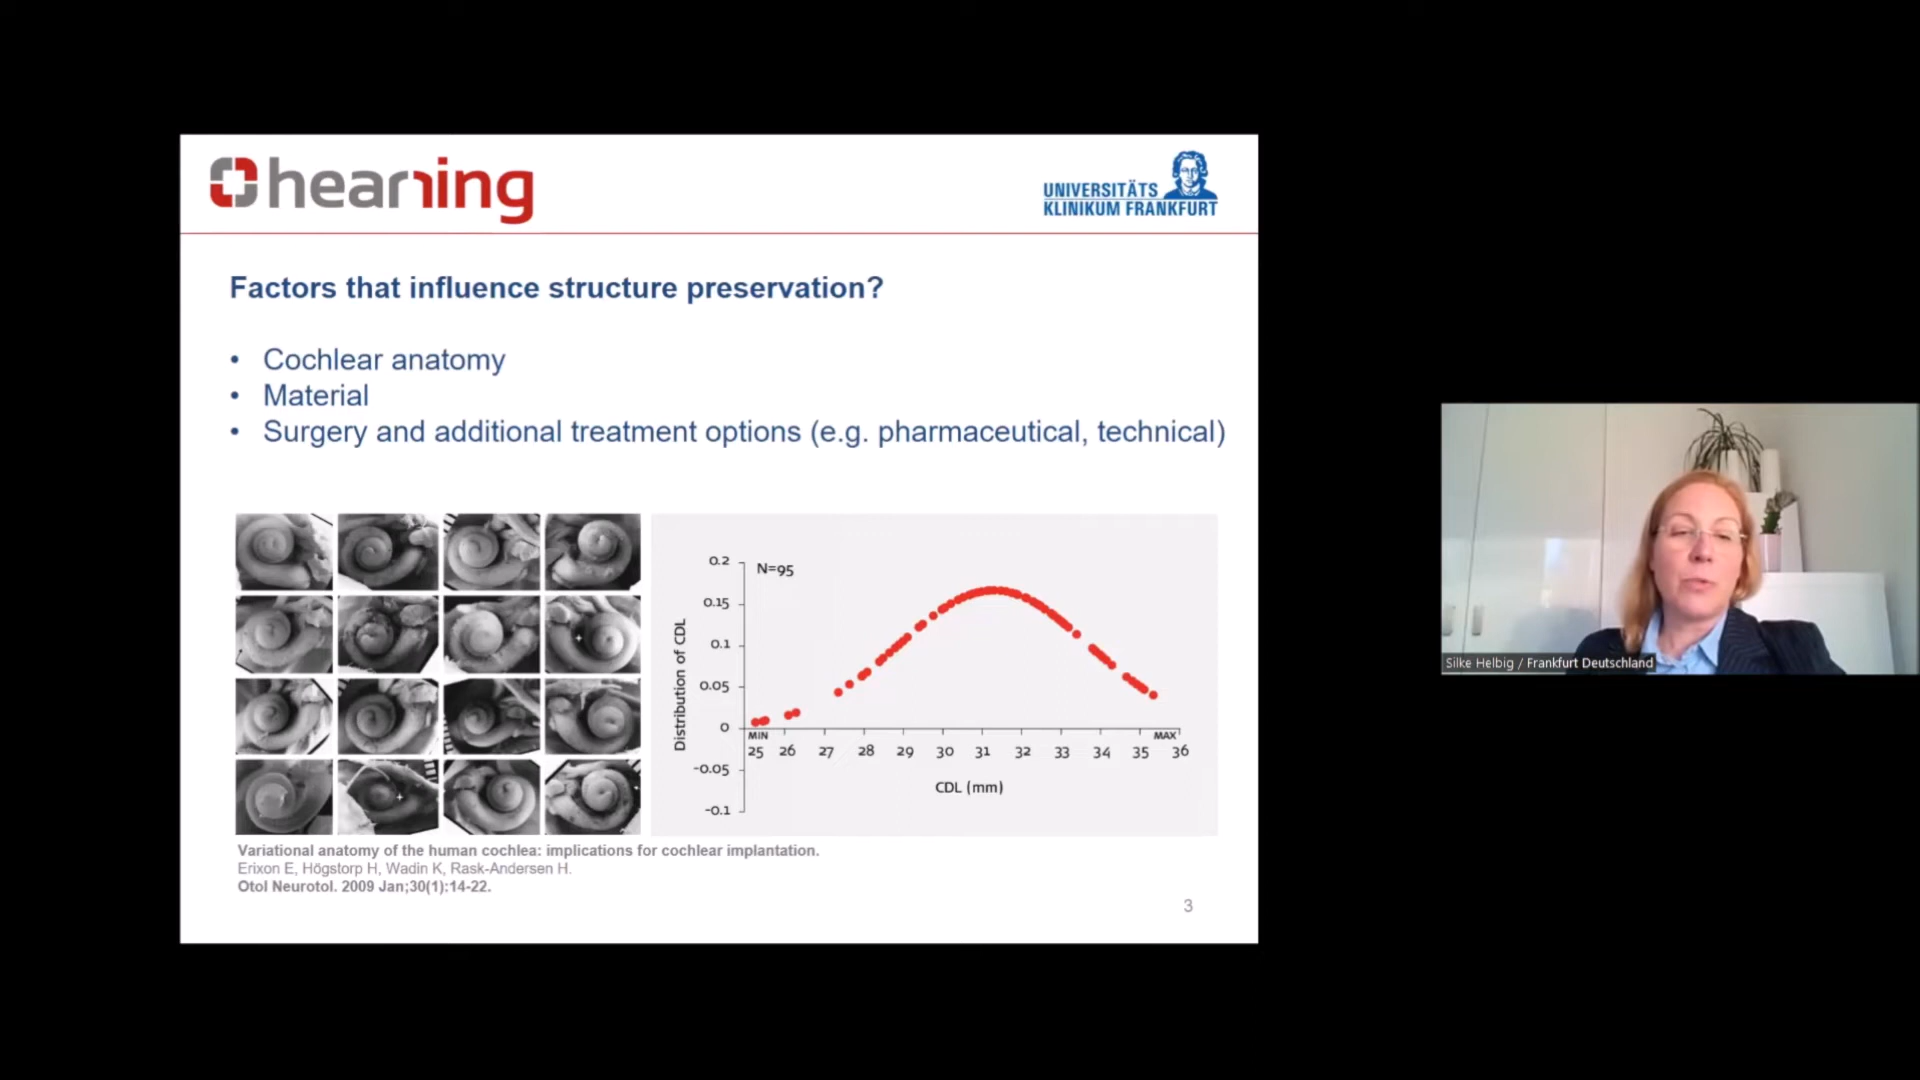 hearring
UNIVERSITÄTS
KLINIKUM FRANKFURT
Factors that influence structure preservation?
• Cochlear anatomy
• Material
• Surgery and additional treatment options (e.g. pharmaceutical, technical)
N=95
Distribution of CDL
0.2
0.15
0.1
0.05
0
-0.05
-0.1
MIN
MAX
25 26 27 28 29 30 31 32 33 34 35 36
CDL (mm)
Variational anatomy of the human cochlea: implications for cochlear implantation.
Erixon E, Högstorp H, Wadin K, Rask-Andersen H.
Otol Neurotol. 2009 Jan;30(1):14-22.
3
Silke Helbig / Frankfurt Deutschland